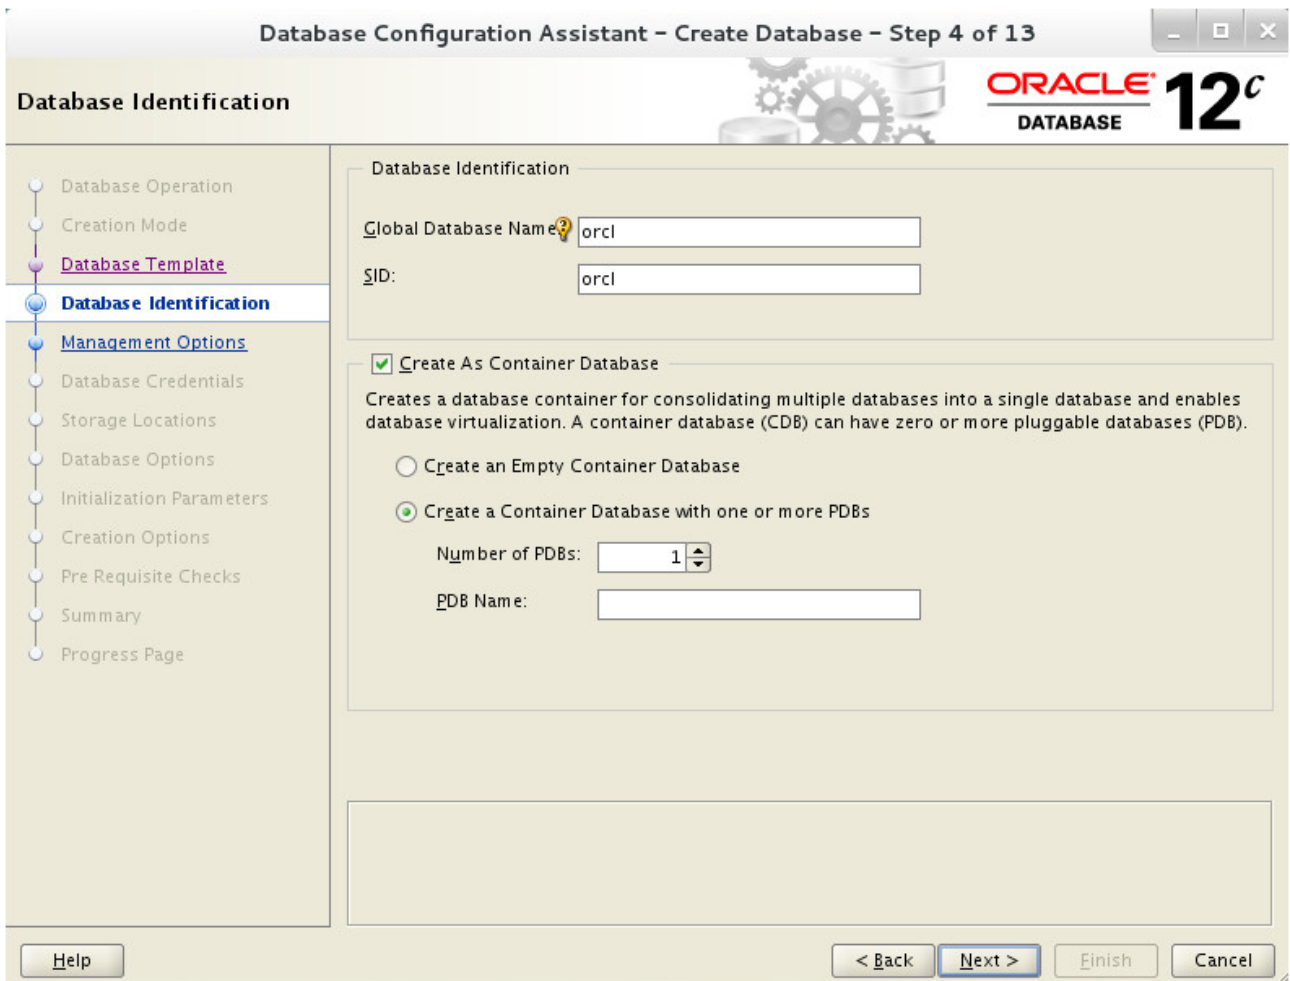 Database Configuration Assistant – Create Database – Step 4 of 13
Database Identification
ORACLE
DATABASE
12c
Database Operation
Creation Mode
Database Template
Database Identification
Management Options
Database Credentials
Storage Locations
Database Options
Initialization Parameters
Creation Options
Pre Requisite Checks
Summary
Progress Page
Database Identification
Global Database Name: orcl
SID: orcl
Create As Container Database
Creates a database container for consolidating multiple databases into a single database and enables
database virtualization. A container database (CDB) can have zero or more pluggable databases (PDB).
Create an Empty Container Database
Create a Container Database with one or more PDBs
Number of PDBs: 1
PDB Name:
Help
< Back
Next >
Finish
Cancel